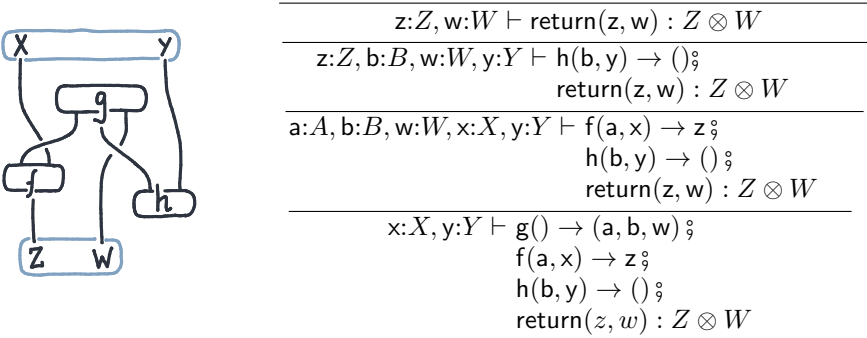 X Y
g
f
h
Z W
z:Z, w:W ⊢ return(z, w) : Z ⊗ W
z:Z, b:B, w:W, y:Y ⊢ h(b, y) → ()⨟
return(z, w) : Z ⊗ W
a:A, b:B, w:W, x:X, y:Y ⊢ f(a, x) → z⨟
h(b, y) → ()⨟
return(z, w) : Z ⊗ W
x:X, y:Y ⊢ g() → (a, b, w)⨟
f(a, x) → z⨟
h(b, y) → ()⨟
return(z, w) : Z ⊗ W